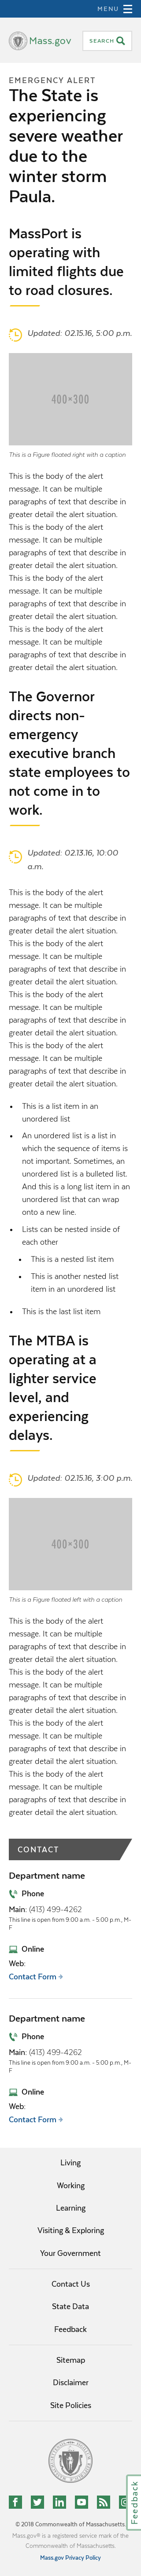 MENU
Mass.gov
SEARCH
EMERGENCY ALERT
The State is
experiencing
severe weather
due to the
winter storm
Paula.
MassPort is
operating with
limited flights due
to road closures.
Updated: 02.15.16, 5:00 p.m.
400×300
This is a Figure floated right with a caption
This is the body of the alert
message. It can be multiple
paragraphs of text that describe in
greater detail the alert situation.
This is the body of the alert
message. It can be multiple
paragraphs of text that describe in
greater detail the alert situation.
This is the body of the alert
message. It can be multiple
paragraphs of text that describe in
greater detail the alert situation.
This is the body of the alert
message. It can be multiple
paragraphs of text that describe in
greater detail the alert situation.
The Governor
directs non-
emergency
executive branch
state employees to
not come in to
work.
Updated: 02.13.16, 10:00
a.m.
This is the body of the alert
message. It can be multiple
paragraphs of text that describe in
greater detail the alert situation.
This is the body of the alert
message. It can be multiple
paragraphs of text that describe in
greater detail the alert situation.
This is the body of the alert
message. It can be multiple
paragraphs of text that describe in
greater detail the alert situation.
This is the body of the alert
message. It can be multiple
paragraphs of text that describe in
greater detail the alert situation.
• This is a list item in an
unordered list
• An unordered list is a list in
which the sequence of items is
not important. Sometimes, an
unordered list is a bulleted list.
And this is a long list item in an
unordered list that can wrap
onto a new line.
• Lists can be nested inside of
each other
• This is a nested list item
• This is another nested list
item in an unordered list
• This is the last list item
The MTBA is
operating at a
lighter service
level, and
experiencing
delays.
Updated: 02.15.16, 3:00 p.m.
400×300
This is a Figure floated left with a caption
This is the body of the alert
message. It can be multiple
paragraphs of text that describe in
greater detail the alert situation.
This is the body of the alert
message. It can be multiple
paragraphs of text that describe in
greater detail the alert situation.
This is the body of the alert
message. It can be multiple
paragraphs of text that describe in
greater detail the alert situation.
This is the body of the alert
message. It can be multiple
paragraphs of text that describe in
greater detail the alert situation.
CONTACT
Department name
Phone
Main: (413) 499-4262
This line is open from 9:00 a.m. - 5:00 p.m., M-
F
Online
Web:
Contact Form
Department name
Phone
Main: (413) 499-4262
This line is open from 9:00 a.m. - 5:00 p.m., M-
F
Online
Web:
Contact Form
Living
Working
Learning
Visiting & Exploring
Your Government
Contact Us
State Data
Feedback
Sitemap
Disclaimer
Site Policies
Feedback
© 2018 Commonwealth of Massachusetts.
Mass.gov® is a registered service mark of the
Commonwealth of Massachusetts.
Mass.gov Privacy Policy